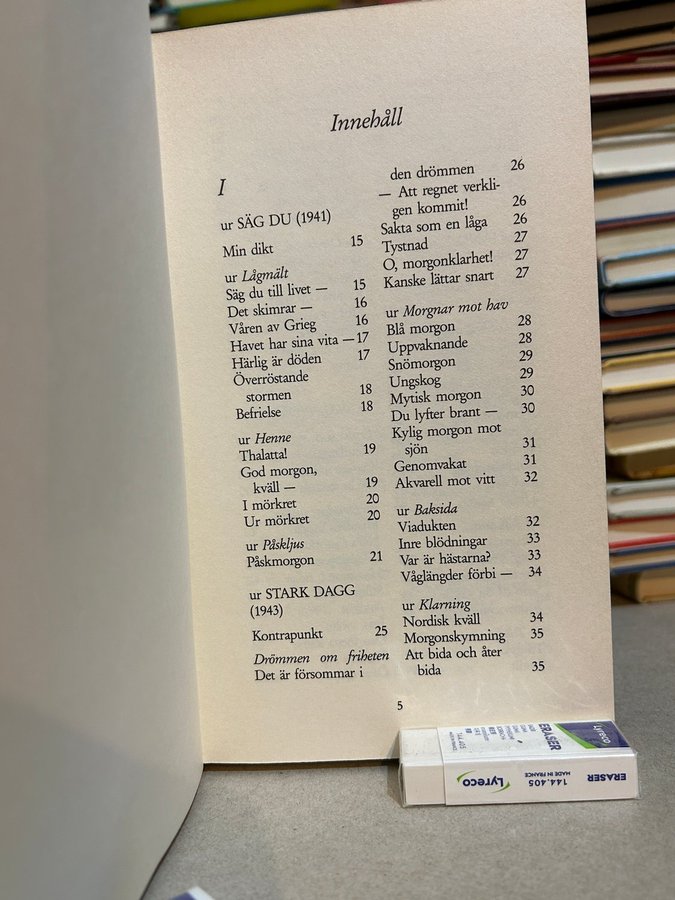 Innehåll
I
ur SÄG DU (1941)
Min dikt 15
ur Lågmält
Säg du till livet — 15
Det skimrar — 16
Våren av Grieg 16
Havet har sina vita — 17
Härlig är döden 17
Överröstande
stormen 18
Befrielse 18
ur Henne
Thalatta! 19
God morgon,
kväll — 19
I mörkret 20
Ur mörkret 20
ur Påskljus
Påskmorgon 21
ur STARK DAGG
(1943)
Kontrapunkt 25
Drömmen om friheten
Det är försommar i
den drömmen 26
— Att regnet verkli-
gen kommit! 26
Sakta som en låga 26
Tystnad 27
O, morgonklarhet! 27
Kanske lättar snart 27
ur Morgnar mot hav
Blå morgon 28
Uppvaknande 28
Snömorgon 29
Ungskog 29
Mytisk morgon 30
Du lyfter brant — 30
Kylig morgon mot
sjön 31
Genomvakat 31
Akvarell mot vitt 32
ur Baksida
Viadukten 32
Inre blödningar 33
Var är hästarna? 33
Våglängder förbi — 34
ur Klarning
Nordisk kväll 34
Morgonskymning 35
Att bida och åter
bida 35
5
ERASER
Lyreco
Lyreco
144.405
MADE IN FRANCE
ERASER